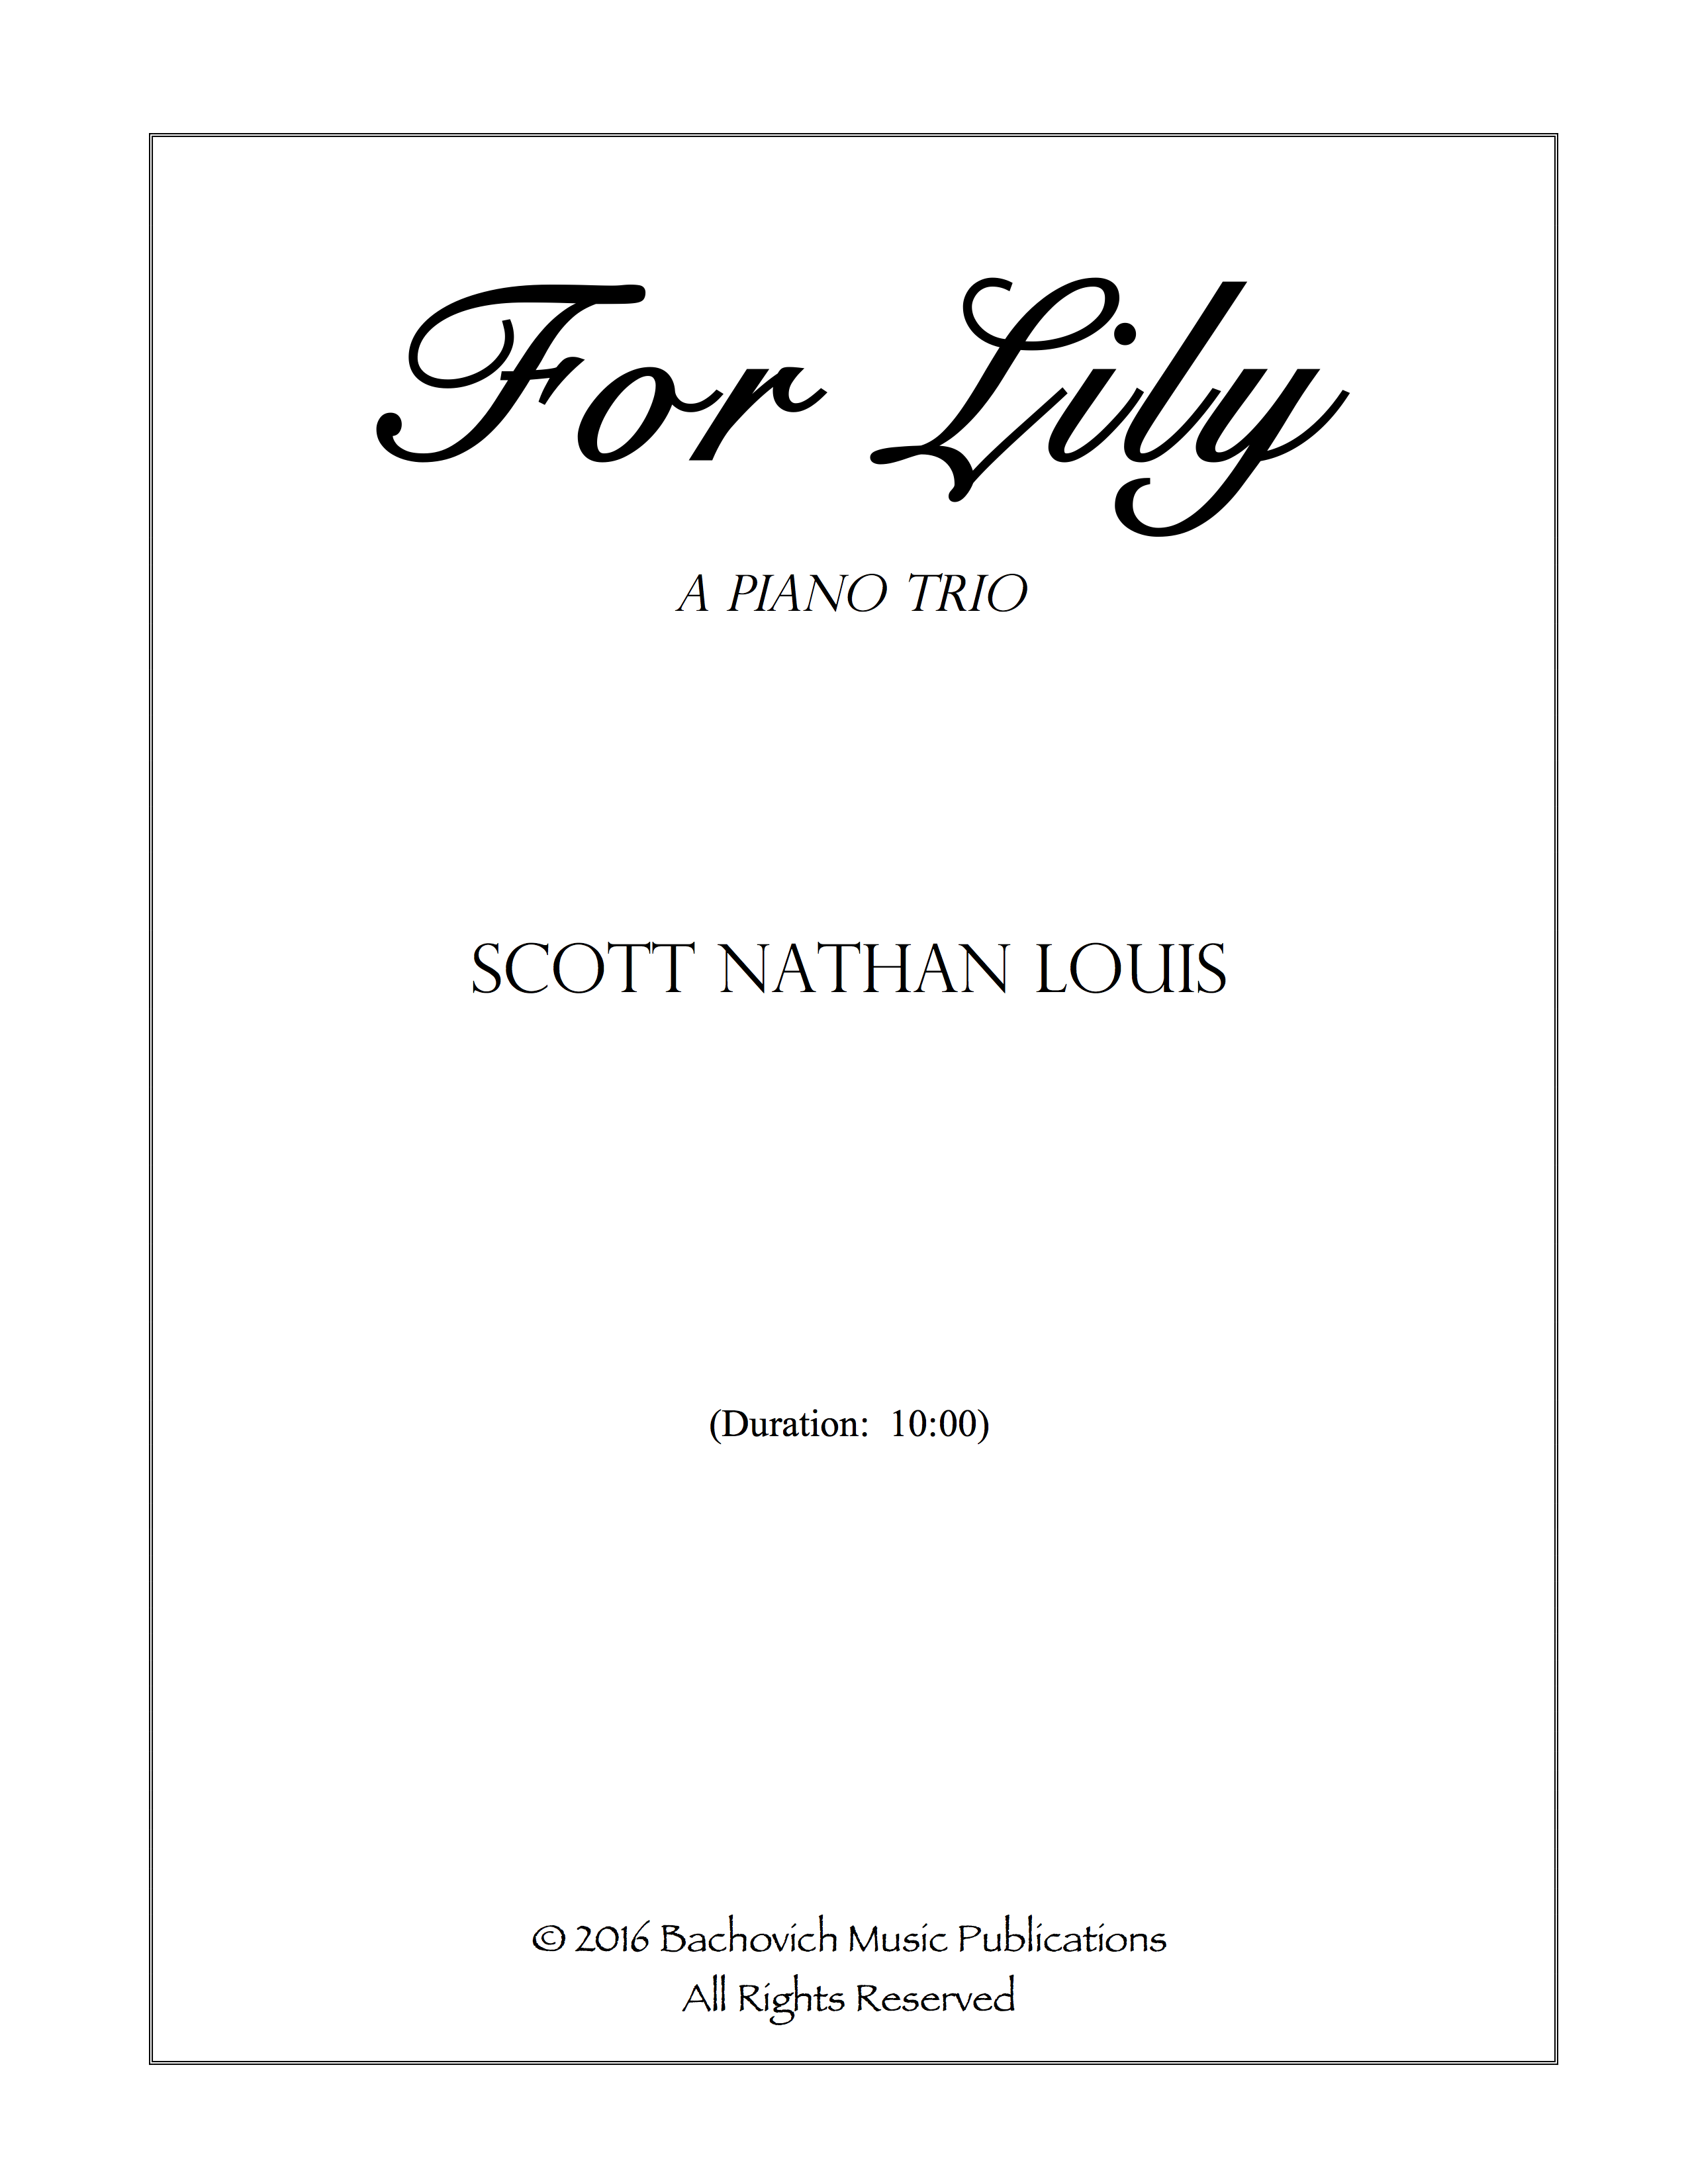 For Lily
A PIANO TRIO
SCOTT NATHAN LOUIS
(Duration:  10:00)
© 2016 Bachovich Music Publications
All Rights Reserved